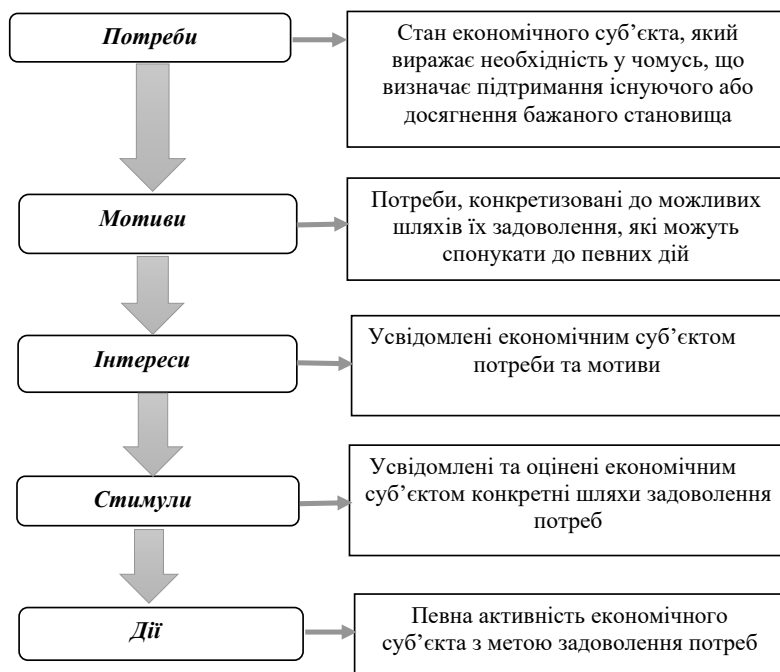 Потреби
Стан економічного суб’єкта, який
виражає необхідність у чомусь, що
визначає підтримання існуючого або
досягнення бажаного становища
Мотиви
Потреби, конкретизовані до можливих
шляхів їх задоволення, які можуть
спонукати до певних дій
Інтереси
Усвідомлені економічним суб’єктом
потреби та мотиви
Стимули
Усвідомлені та оцінені економічним
суб’єктом конкретні шляхи задоволення
потреб
Дії
Певна активність економічного
суб’єкта з метою задоволення потреб